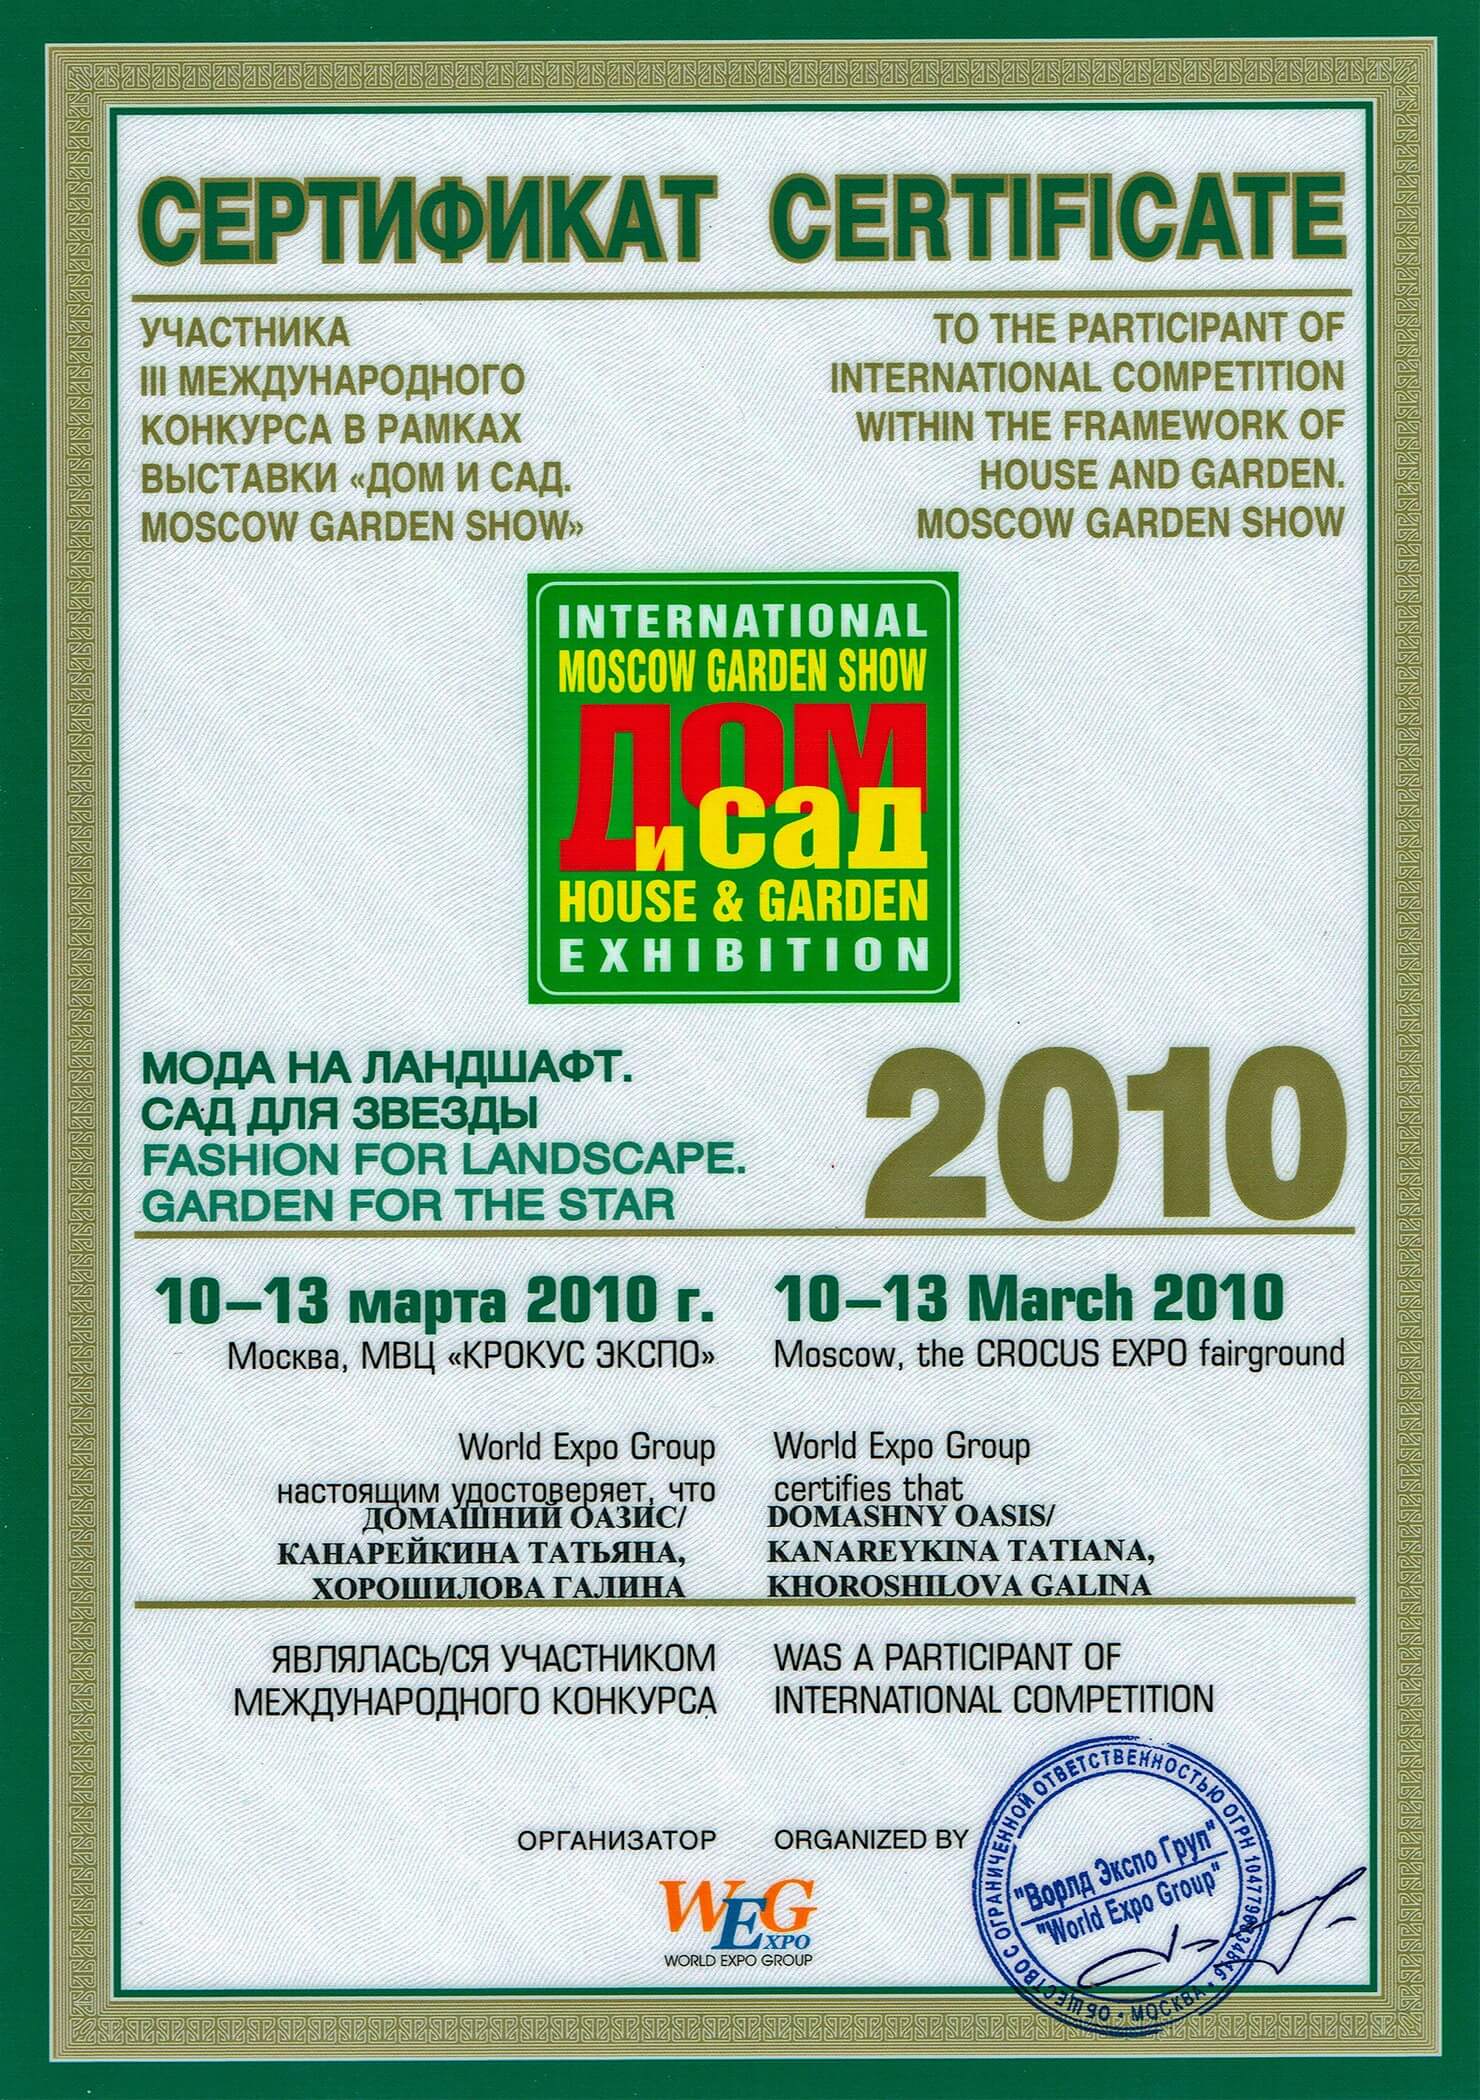 СЕРТИФИКАТ CERTIFICATE
УЧАСТНИКА
III МЕЖДУНАРОДНОГО
КОНКУРСА В РАМКАХ
ВЫСТАВКИ «ДОМ И САД.
MOSCOW GARDEN SHOW»
TO THE PARTICIPANT OF
INTERNATIONAL COMPETITION
WITHIN THE FRAMEWORK OF
HOUSE AND GARDEN.
MOSCOW GARDEN SHOW
INTERNATIONAL
MOSCOW GARDEN SHOW
ДОМ
и сад
HOUSE & GARDEN
EXHIBITION
МОДА НА ЛАНДШАФТ.
САД ДЛЯ ЗВЕЗДЫ
FASHION FOR LANDSCAPE.
GARDEN FOR THE STAR
2010
10–13 марта 2010 г.
Москва, МВЦ «КРОКУС ЭКСПО»
10–13 March 2010
Moscow, the CROCUS EXPO fairground
World Expo Group
настоящим удостоверяет, что
ДОМАШНИЙ ОАЗИС/
КАНАРЕЙКИНА ТАТЬЯНА,
ХОРОШИЛОВА ГАЛИНА
World Expo Group
certifies that
DOMASHNY OASIS/
KANAREYKINA TATIANA,
KHOROSHILOVA GALINA
ЯВЛЯЛАСЬ/СЯ УЧАСТНИКОМ
МЕЖДУНАРОДНОГО КОНКУРСА
WAS A PARTICIPANT OF
INTERNATIONAL COMPETITION
ОРГАНИЗАТОР
ORGANIZED BY
WEG
EXPO
WORLD EXPO GROUP
ОБЩЕСТВО С ОГРАНИЧЕННОЙ ОТВЕТСТВЕННОСТЬЮ ОГРН
"Ворлд Экспо Груп"
"World Expo Group"
МОСКВА